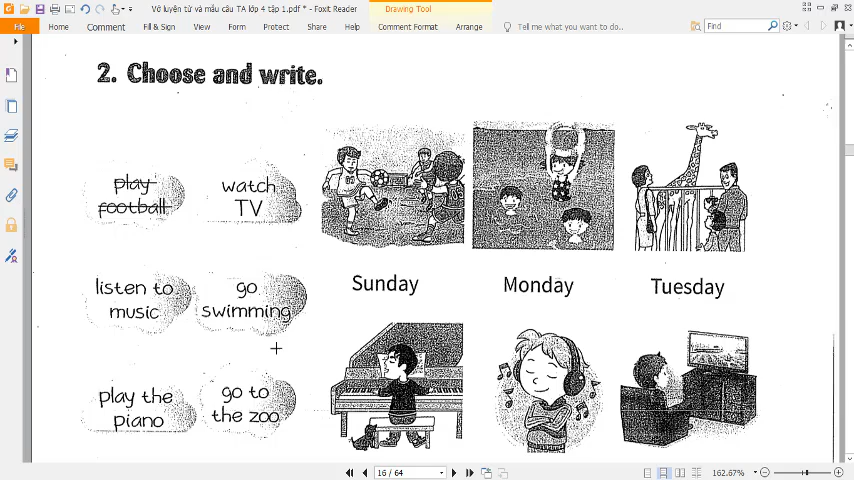 Vở luyện từ và mẫu câu TA lớp 4 tập 1.pdf * - Foxit Reader
Drawing Tool
File Home Comment Fill & Sign View Form Protect Share Help Comment Format Arrange Tell me what you want to do.. Find
2. Choose and write.
play
football
watch
TV
listen to
music
go
swimming
play the
piano
go to
the zoo
Sunday Monday Tuesday
16 / 64
162.67%